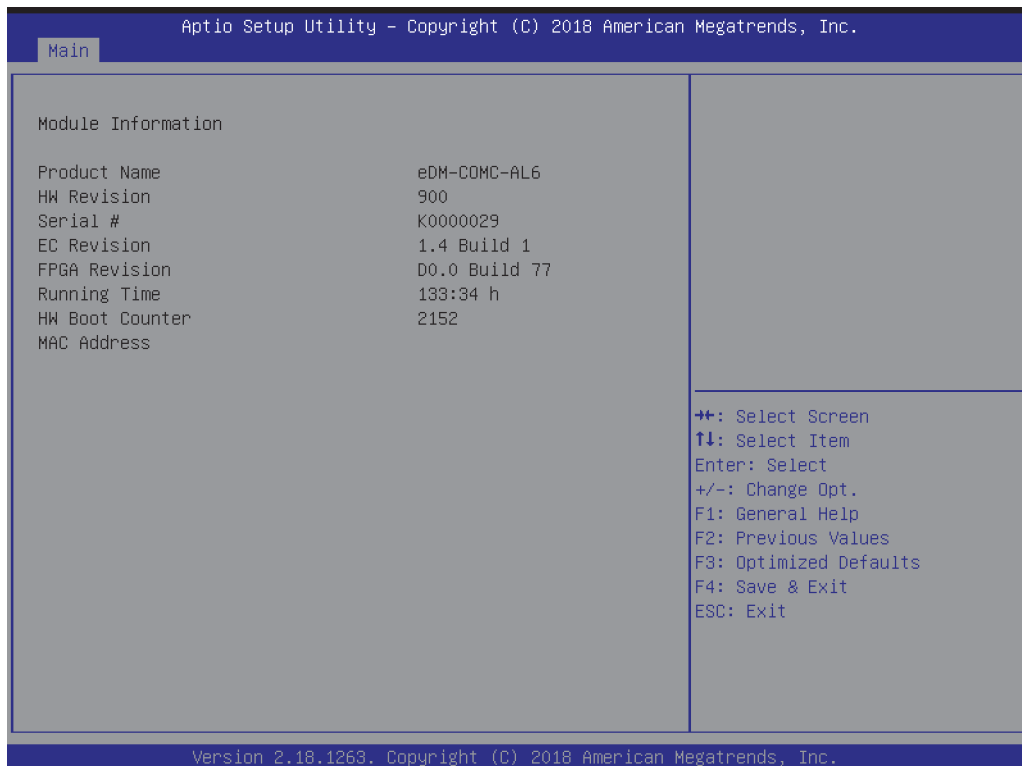 Aptio Setup Utility – Copyright (C) 2018 American Megatrends, Inc.
Main
Module Information
Product Name eDM-COMC-AL6
HW Revision 900
Serial # K0000029
EC Revision 1.4 Build 1
FPGA Revision D0.0 Build 77
Running Time 133:34 h
HW Boot Counter 2152
MAC Address
→←: Select Screen
↑↓: Select Item
Enter: Select
+/-: Change Opt.
F1: General Help
F2: Previous Values
F3: Optimized Defaults
F4: Save & Exit
ESC: Exit
Version 2.18.1263. Copyright (C) 2018 American Megatrends, Inc.